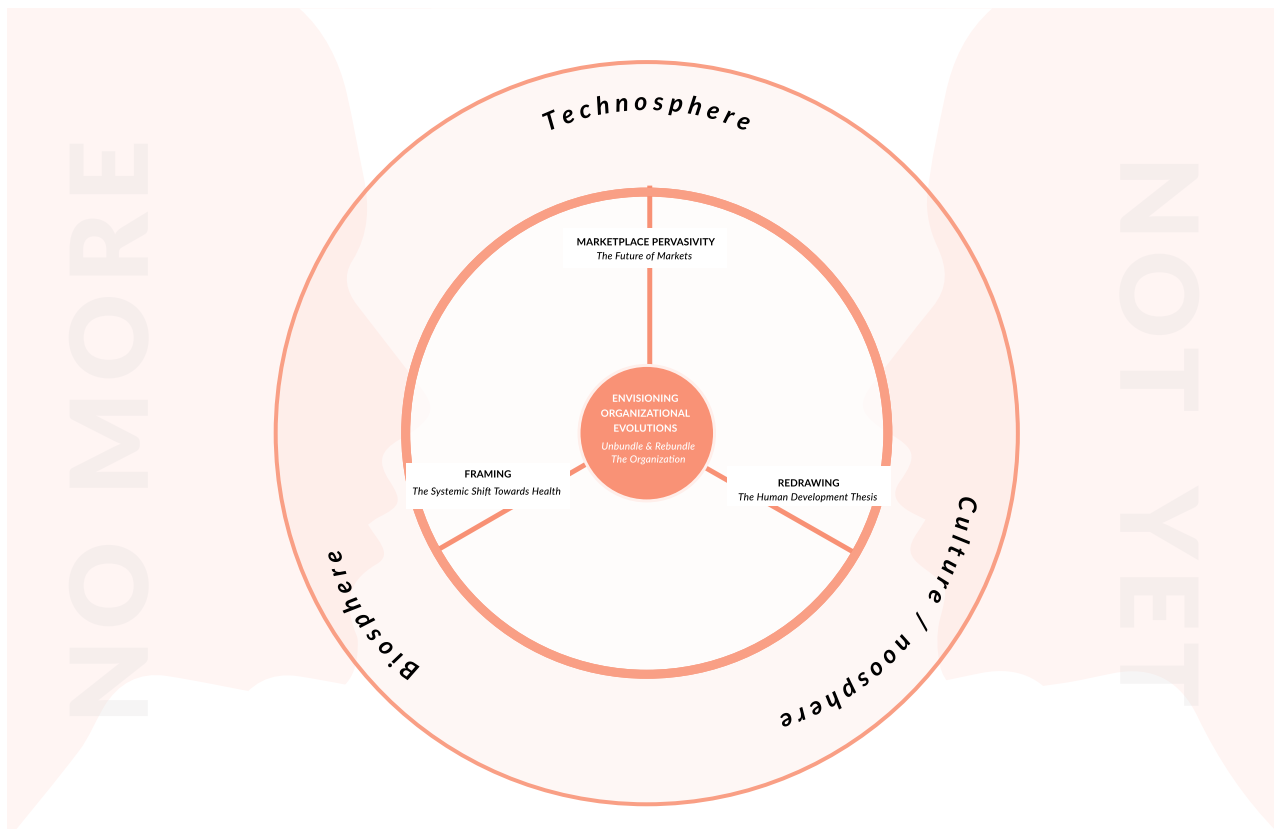 NO MORE
NOT YET
Technosphere
MARKETPLACE PERVASIVITY
The Future of Markets
ENVISIONING
ORGANIZATIONAL
EVOLUTIONS
Unbundle & Rebundle
The Organization
FRAMING
The Systemic Shift Towards Health
REDRAWING
The Human Development Thesis
Biosphere
Culture / noosphere